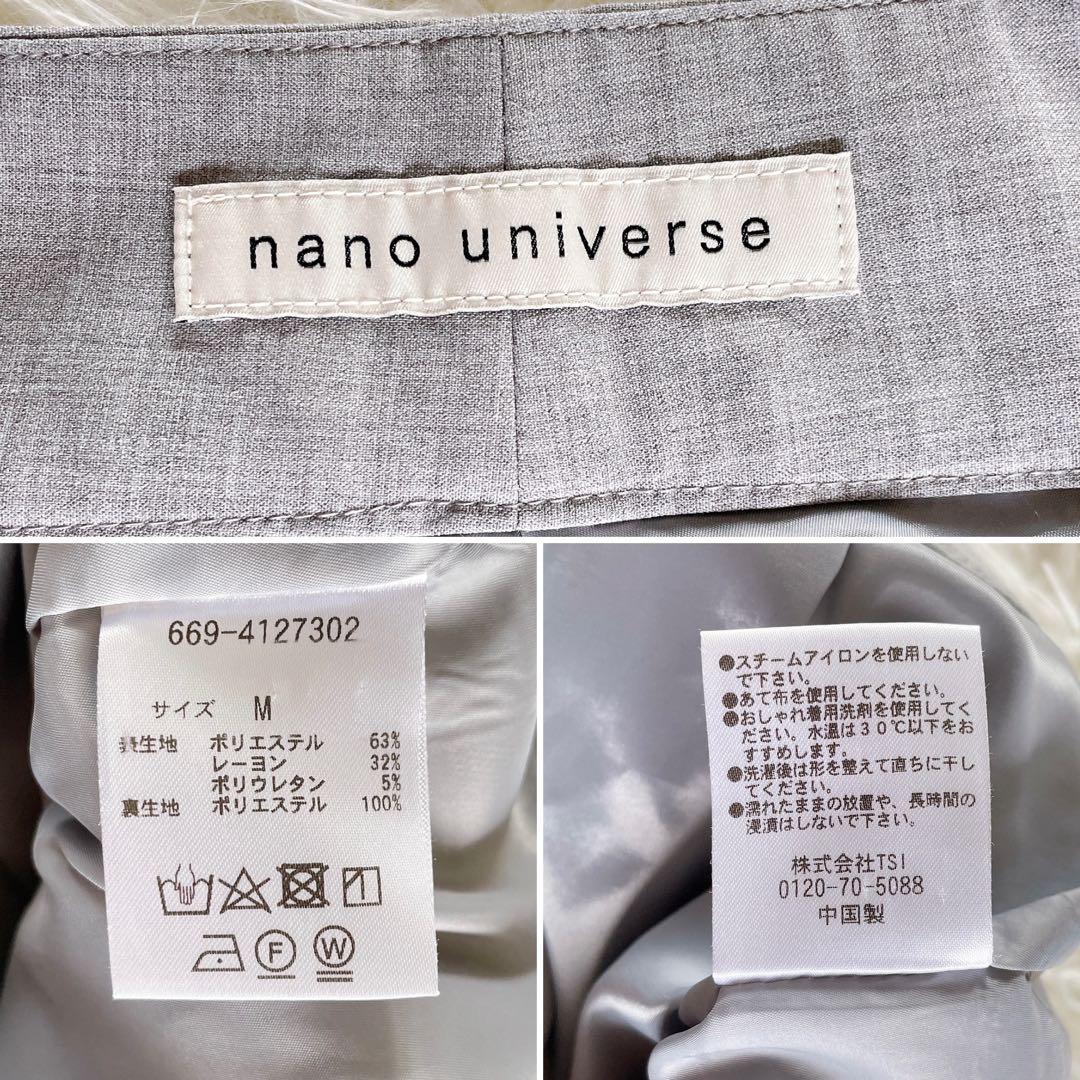 nano universe
669-4127302
サイズ M
表生地 ポリエステル 63%
レーヨン 32%
ポリウレタン 5%
裏生地 ポリエステル 100%
F W
●スチームアイロンを使用しない
で下さい。
●あて布を使用してください。
●おしゃれ着用洗剤を使用してく
ださい。水温は30℃以下をお
すすめします。
●洗濯後は形を整えて直ちに干し
てください。
●濡れたままの放置や、長時間の
浸漬はしないで下さい。
株式会社TSI
0120-70-5088
中国製